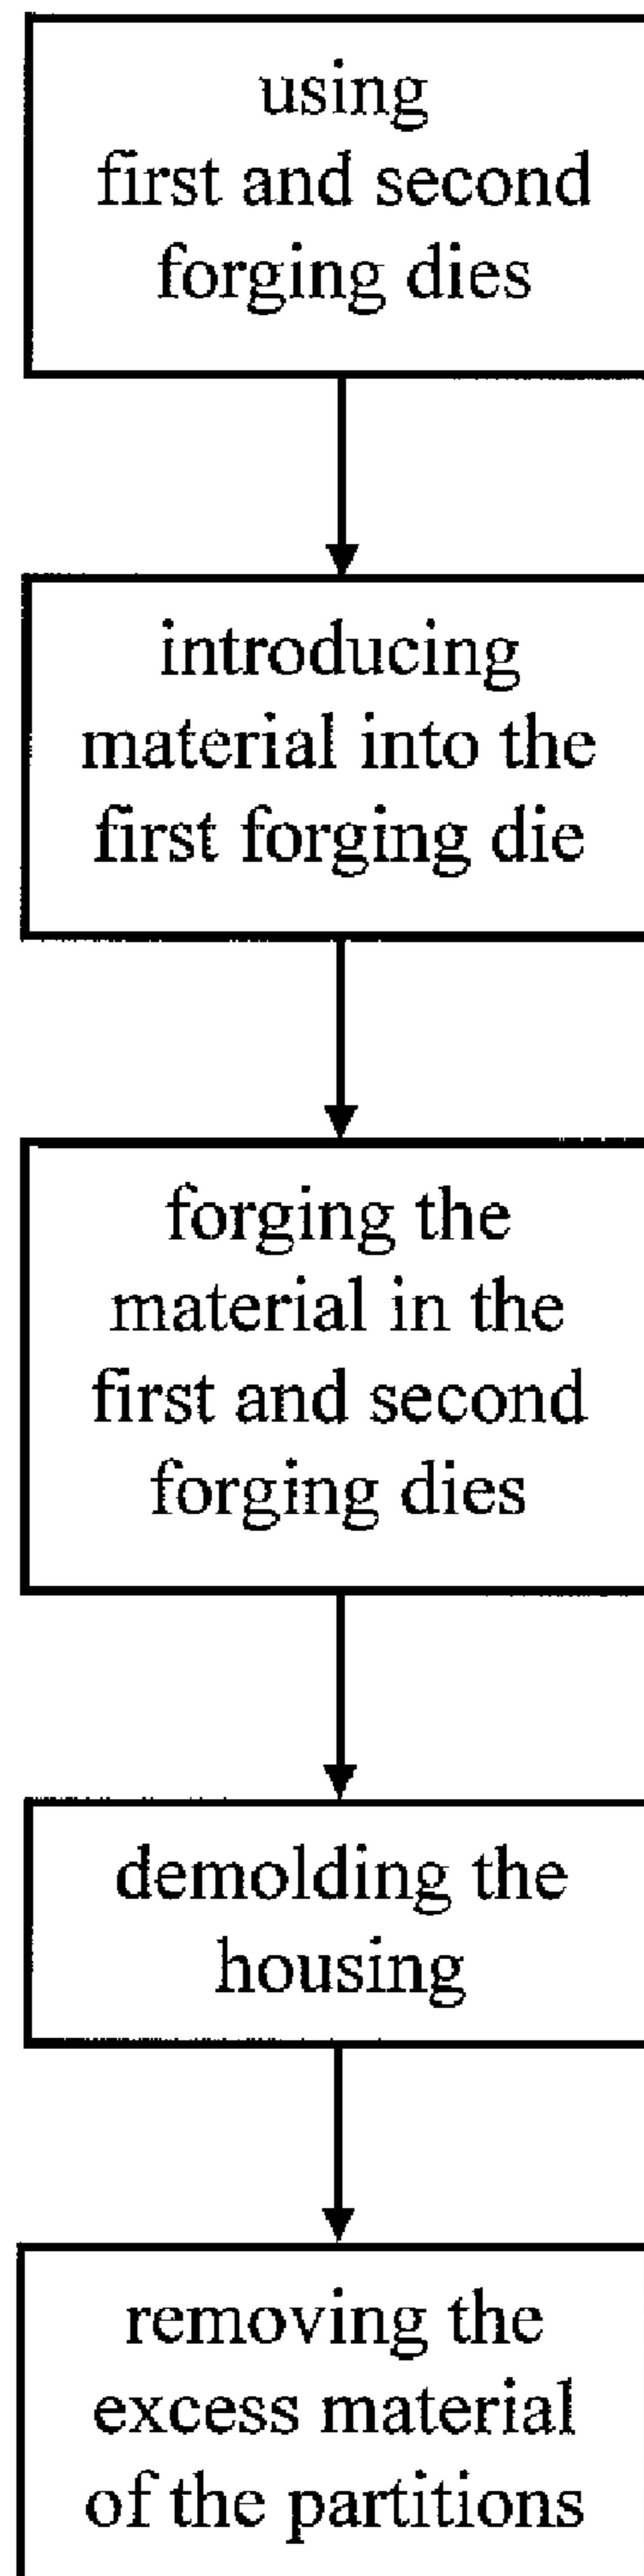 using
first and second
forging dies
introducing
material into the
first forging die
forging the
material in the
first and second
forging dies
demolding the
housing
removing the
excess material
of the partitions